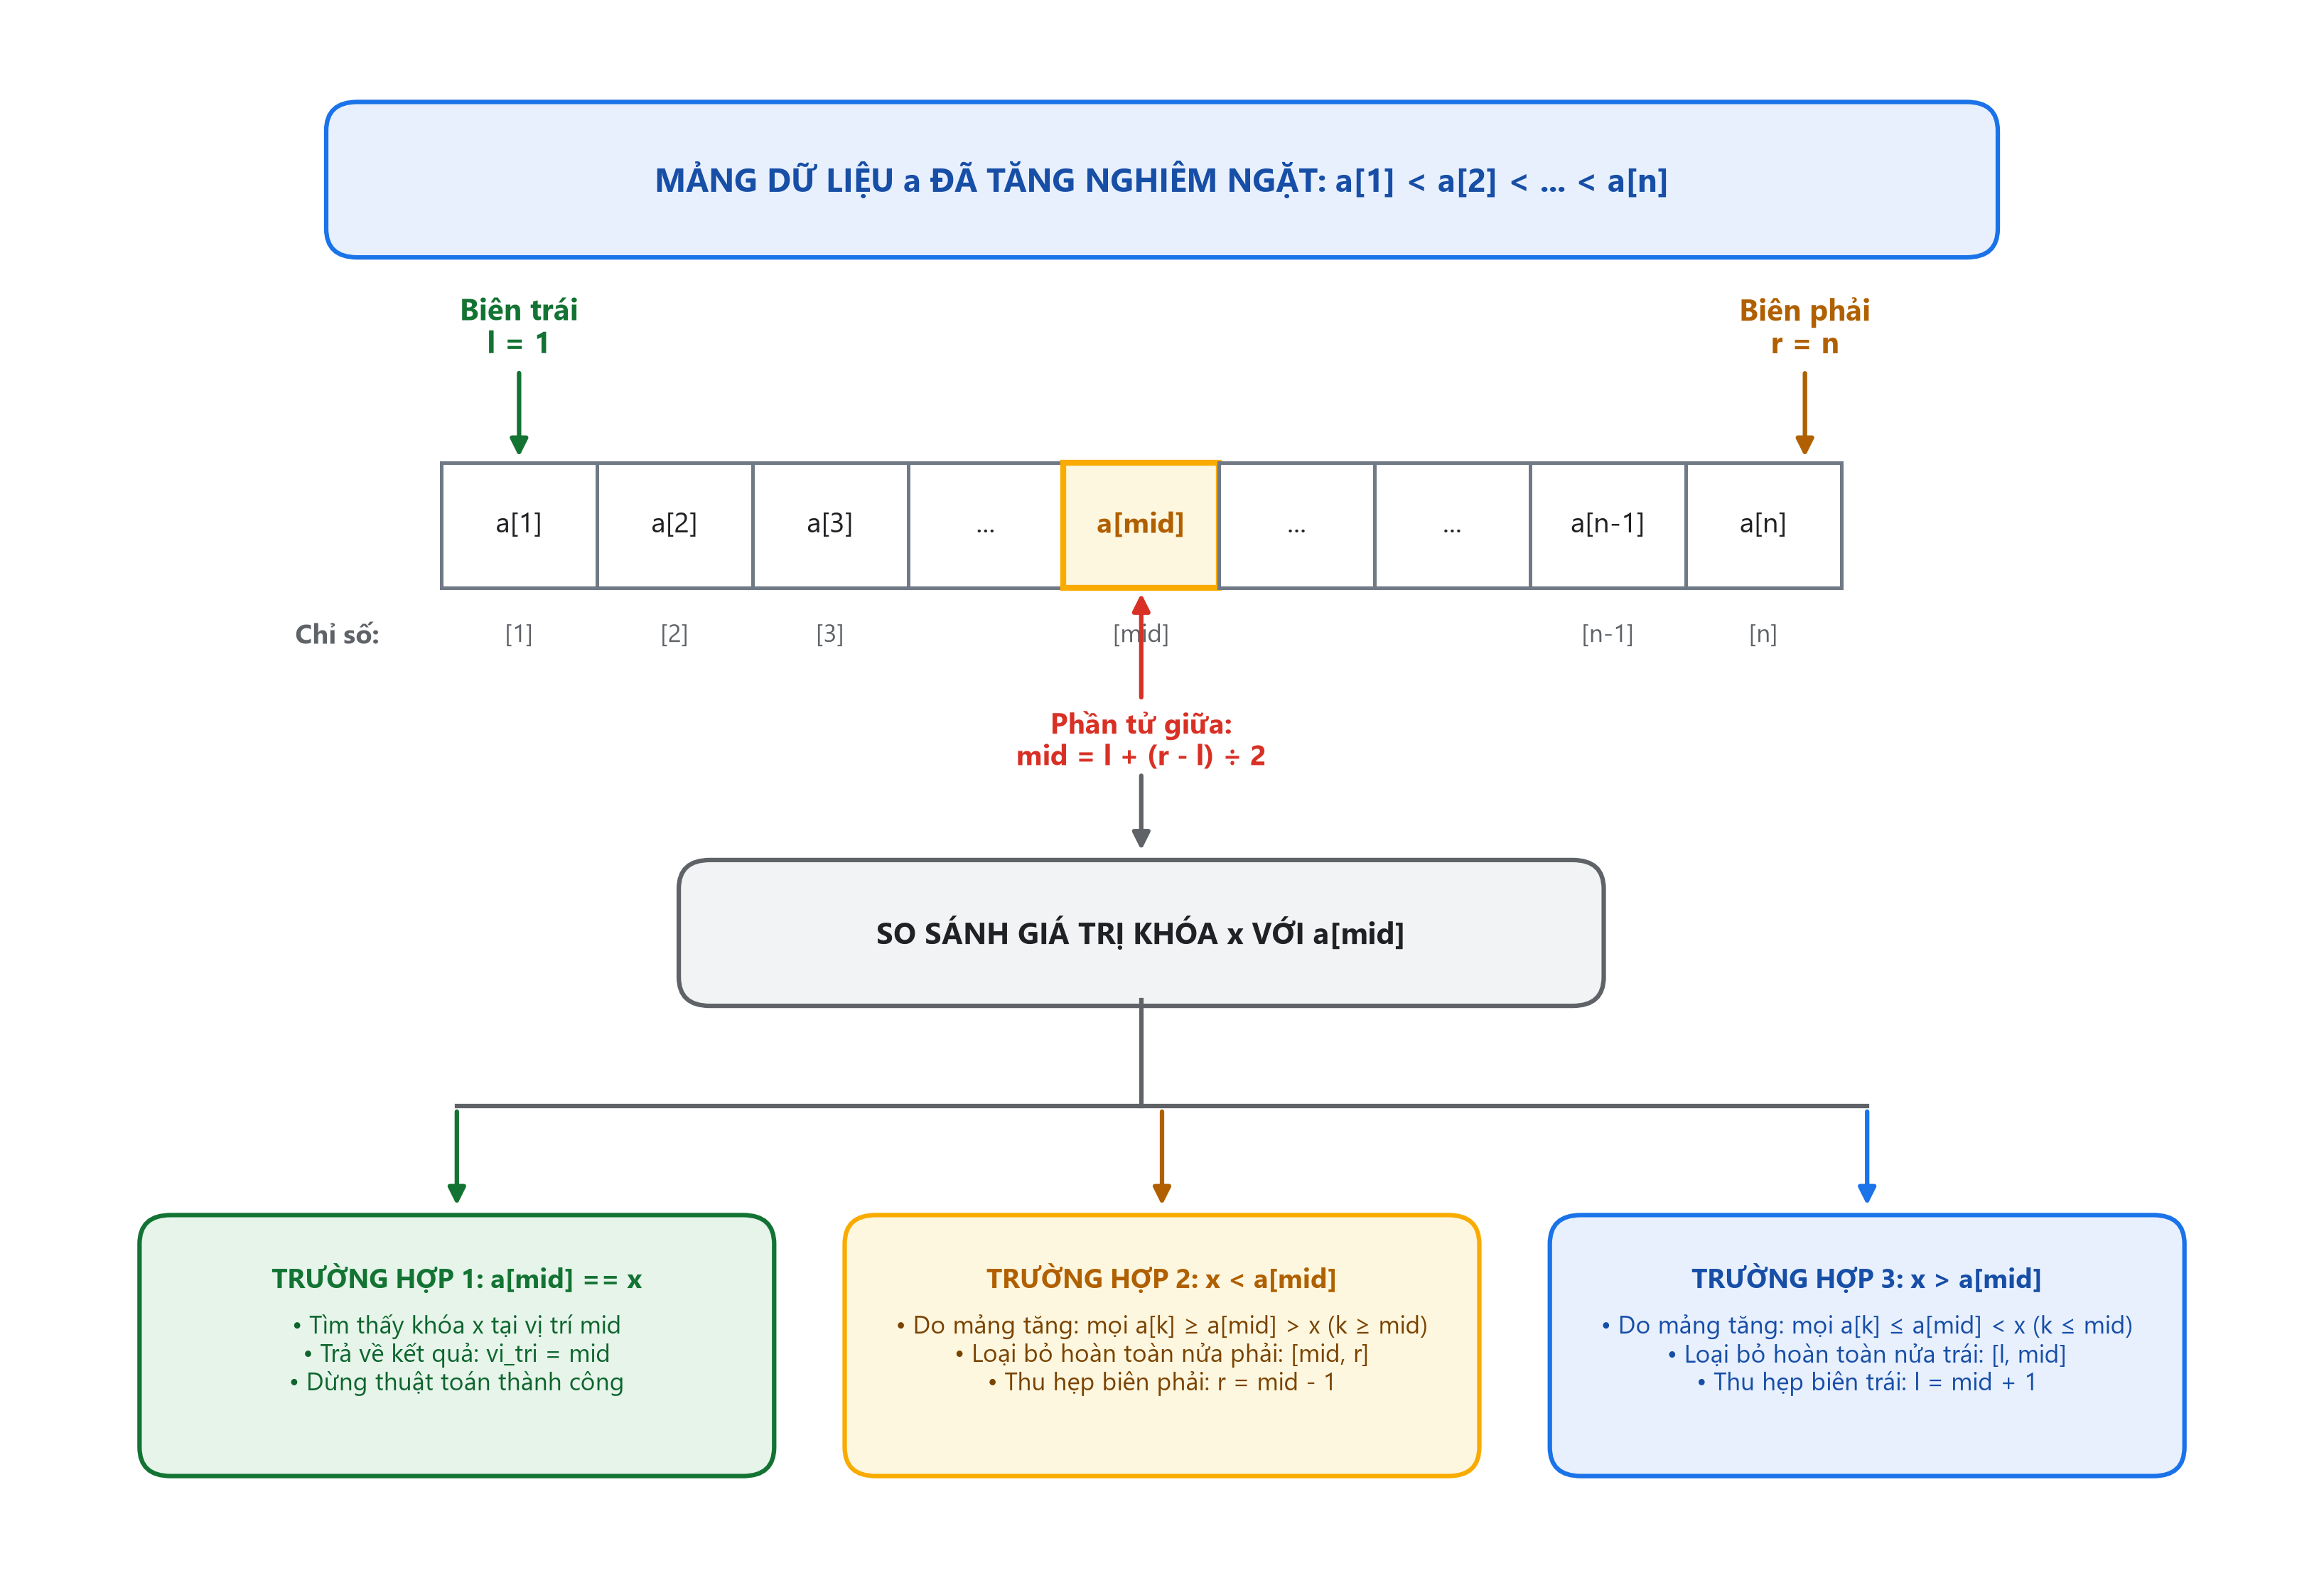 MẢNG DỮ LIỆU a ĐÃ TĂNG NGHIÊM NGẶT: a[1] < a[2] < ... < a[n]
Biên trái
l = 1
Biên phải
r = n
a[1] a[2] a[3] ... a[mid] ... ... a[n-1] a[n]
Chỉ số: [1] [2] [3] [mid] [n-1] [n]
Phần tử giữa:
mid = l + (r - l) ÷ 2
SO SÁNH GIÁ TRỊ KHÓA x VỚI a[mid]
TRƯỜNG HỢP 1: a[mid] == x
• Tìm thấy khóa x tại vị trí mid
• Trả về kết quả: vi_tri = mid
• Dừng thuật toán thành công
TRƯỜNG HỢP 2: x < a[mid]
• Do mảng tăng: mọi a[k] ≥ a[mid] > x (k ≥ mid)
• Loại bỏ hoàn toàn nửa phải: [mid, r]
• Thu hẹp biên phải: r = mid - 1
TRƯỜNG HỢP 3: x > a[mid]
• Do mảng tăng: mọi a[k] ≤ a[mid] < x (k ≤ mid)
• Loại bỏ hoàn toàn nửa trái: [l, mid]
• Thu hẹp biên trái: l = mid + 1